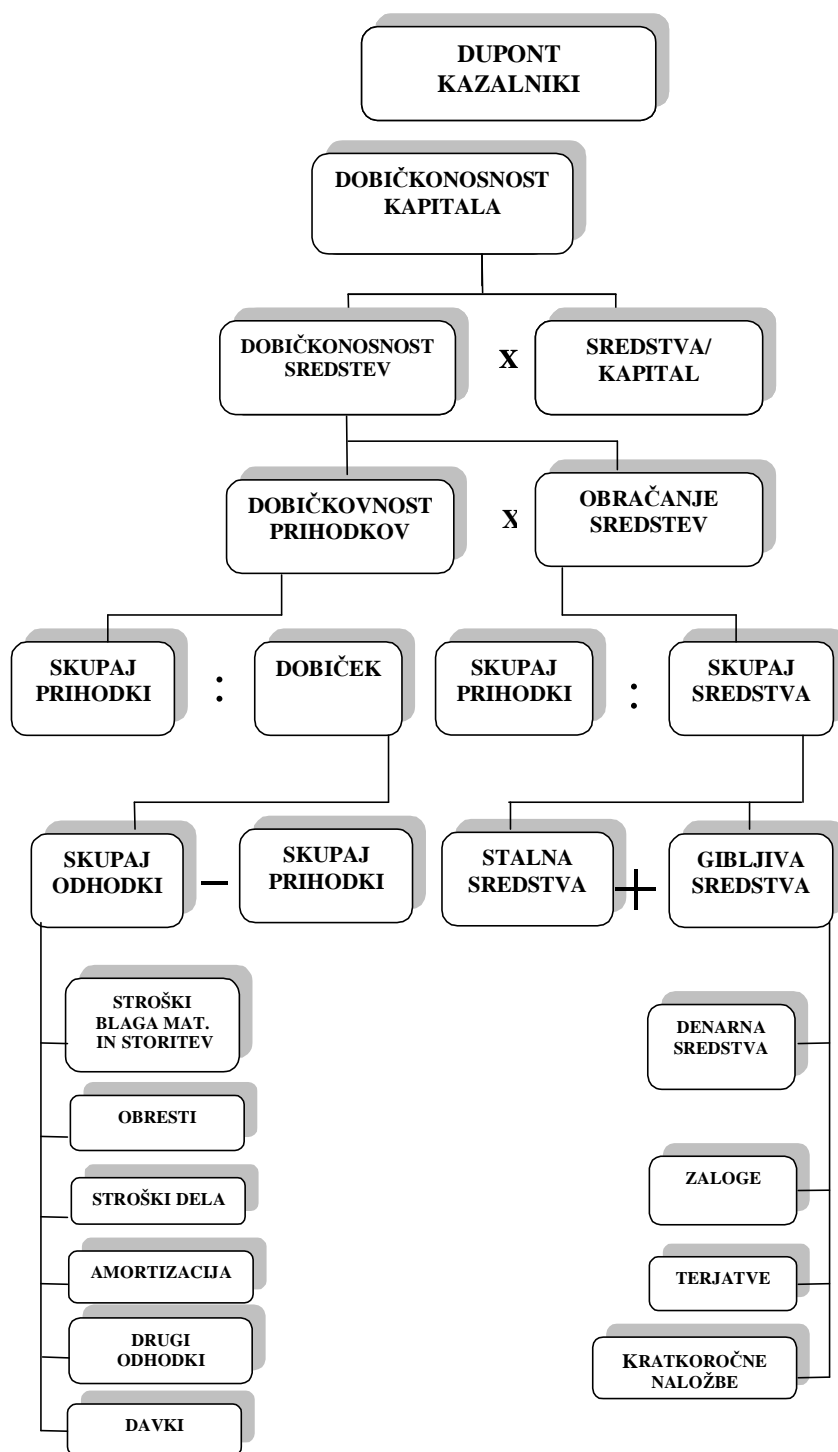 DUPONT
KAZALNIKI
DOBIČKONOSNOST
KAPITALA
DOBIČKONOSNOST
SREDSTEV
X
SREDSTVA/
KAPITAL
DOBIČKOVNOST
PRIHODKOV
X
OBRAČANJE
SREDSTEV
SKUPAJ
PRIHODKI
:
DOBIČEK
SKUPAJ
PRIHODKI
:
SKUPAJ
SREDSTVA
SKUPAJ
ODHODKI
–
SKUPAJ
PRIHODKI
STALNA
SREDSTVA
+
GIBLJIVA
SREDSTVA
STROŠKI
BLAGA MAT.
IN STORITEV
OBRESTI
STROŠKI DELA
AMORTIZACIJA
DRUGI
ODHODKI
DAVKI
DENARNA
SREDSTVA
ZALOGE
TERJATVE
KRATKOROČNE
NALOŽBE